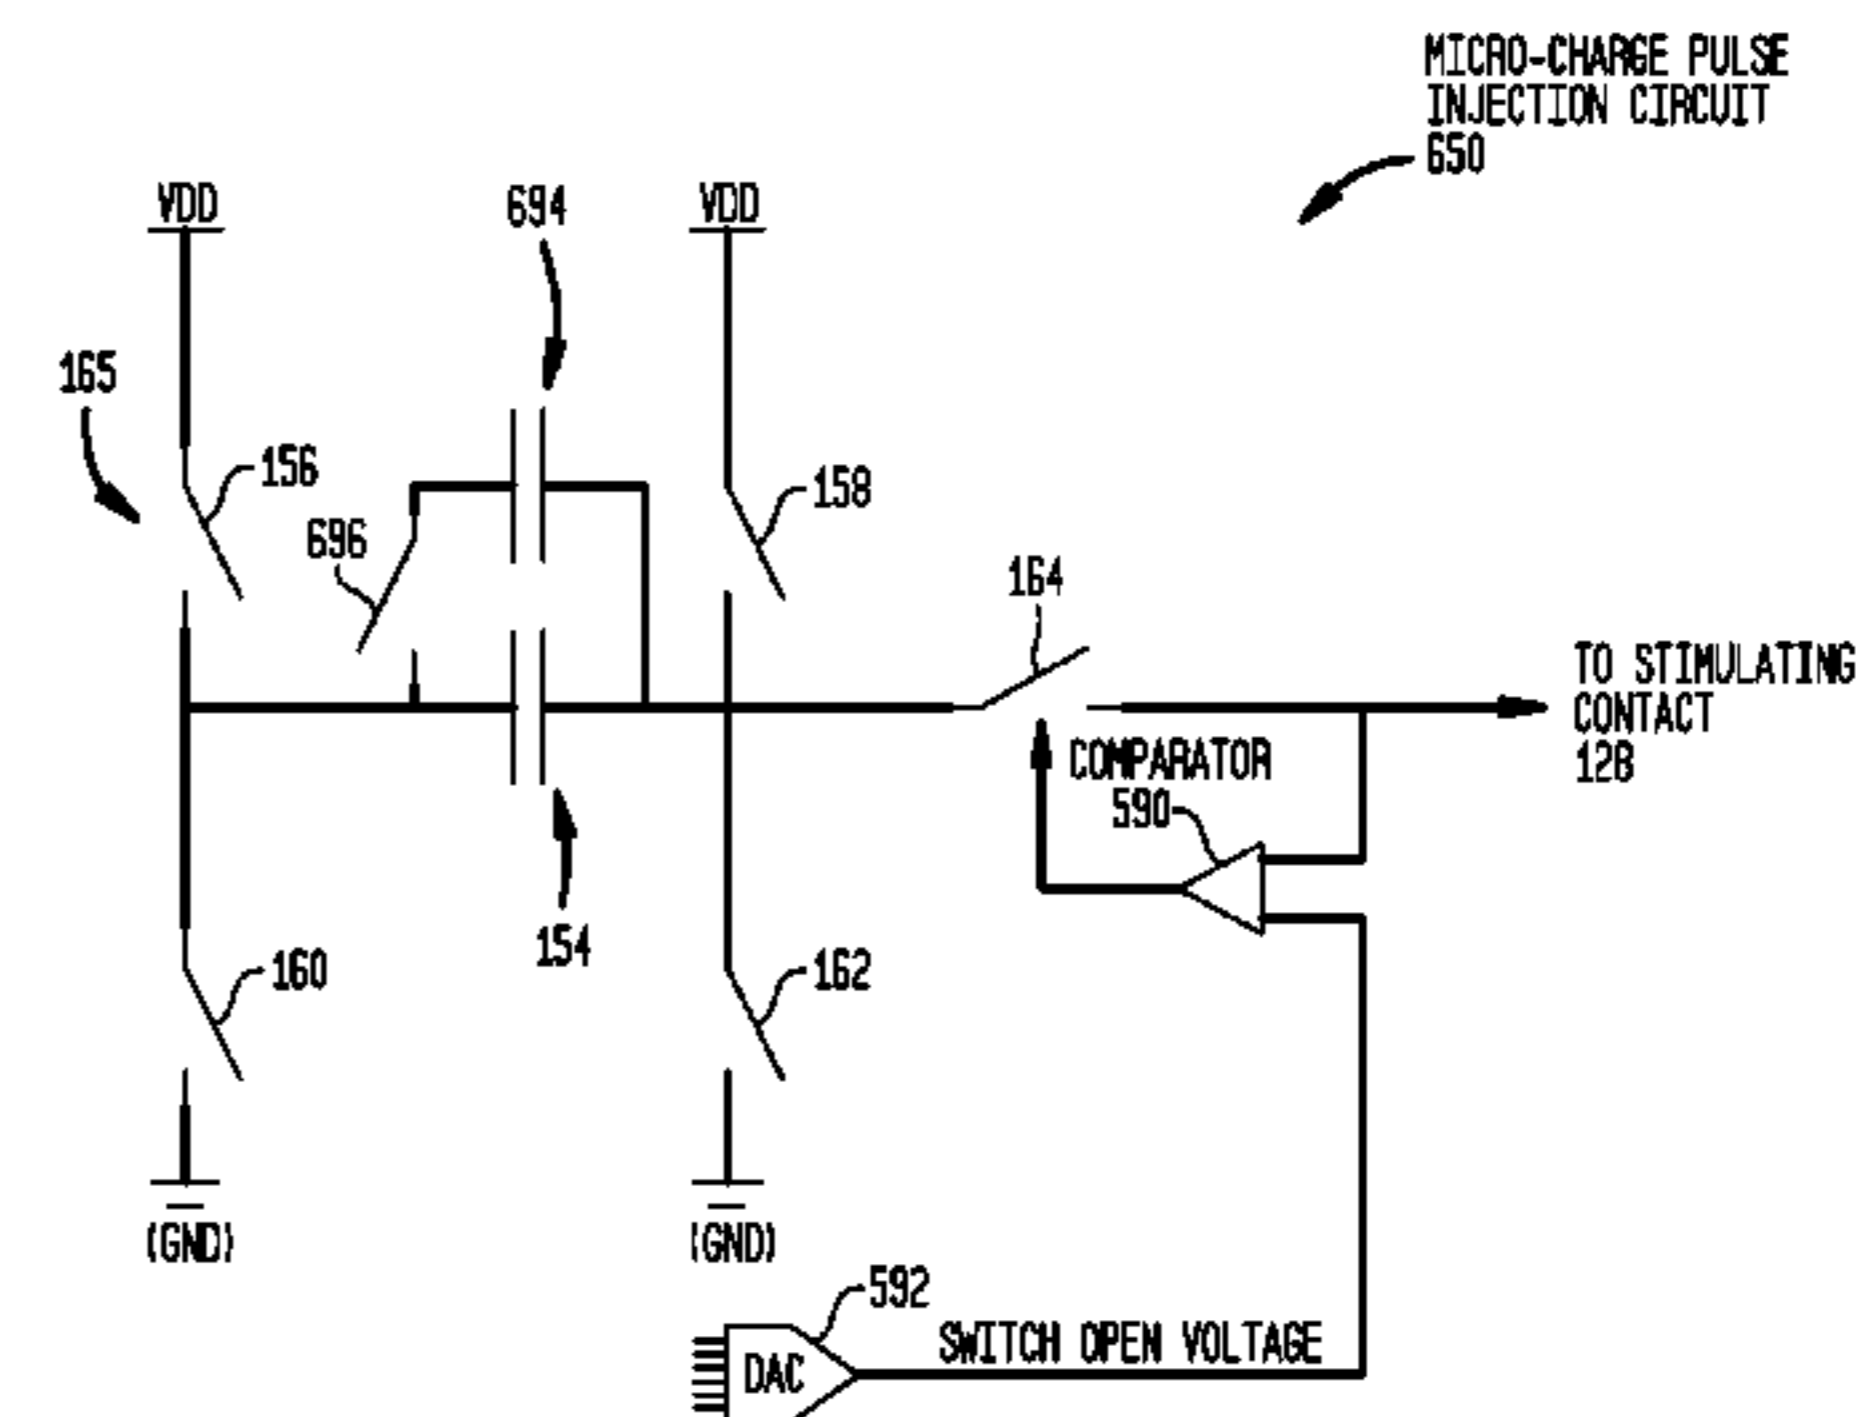 MICRO-CHARGE PULSE
INJECTION CIRCUIT
650
VDD
694
VDD
165
156
158
696
164
TO STIMULATING
CONTACT
128
COMPARATOR
590
154
160
162
(GND)
(GND)
592
SWITCH OPEN VOLTAGE
DAC